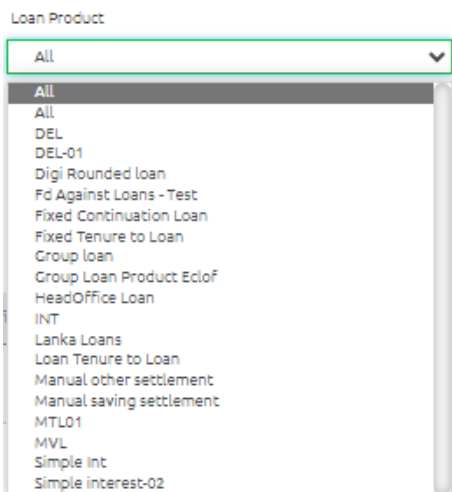 Loan Product
All
All
All
DEL
DEL-01
Digi Rounded loan
Fd Against Loans - Test
Fixed Continuation Loan
Fixed Tenure to Loan
Group loan
Group Loan Product Eclof
HeadOffice Loan
INT
Lanka Loans
Loan Tenure to Loan
Manual other settlement
Manual saving settlement
MTL01
MVL
Simple Int
Simple interest-02